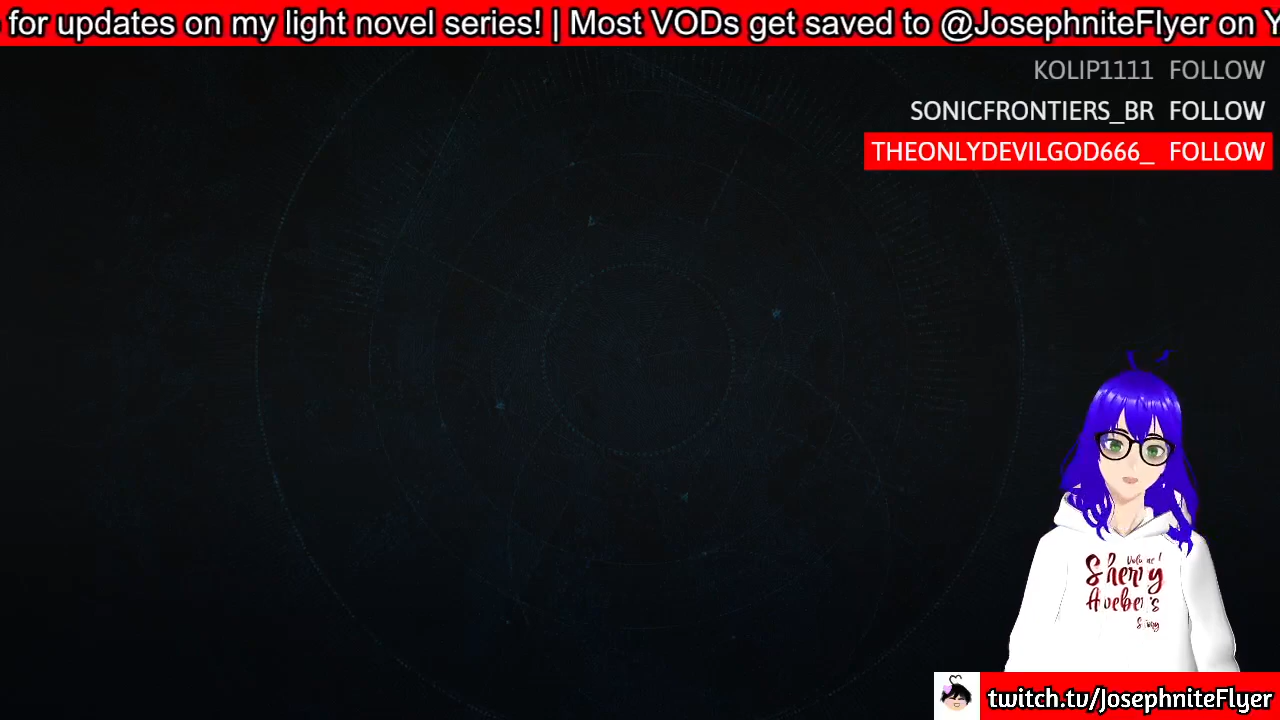 for updates on my light novel series! | Most VODs get saved to @JosephniteFlyer on
KOLIP1111 FOLLOW
SONICFRONTIERS_BR FOLLOW
THEONLYDEVILGOD666_ FOLLOW
Sherry
twitch.tv/JosephniteFlyer